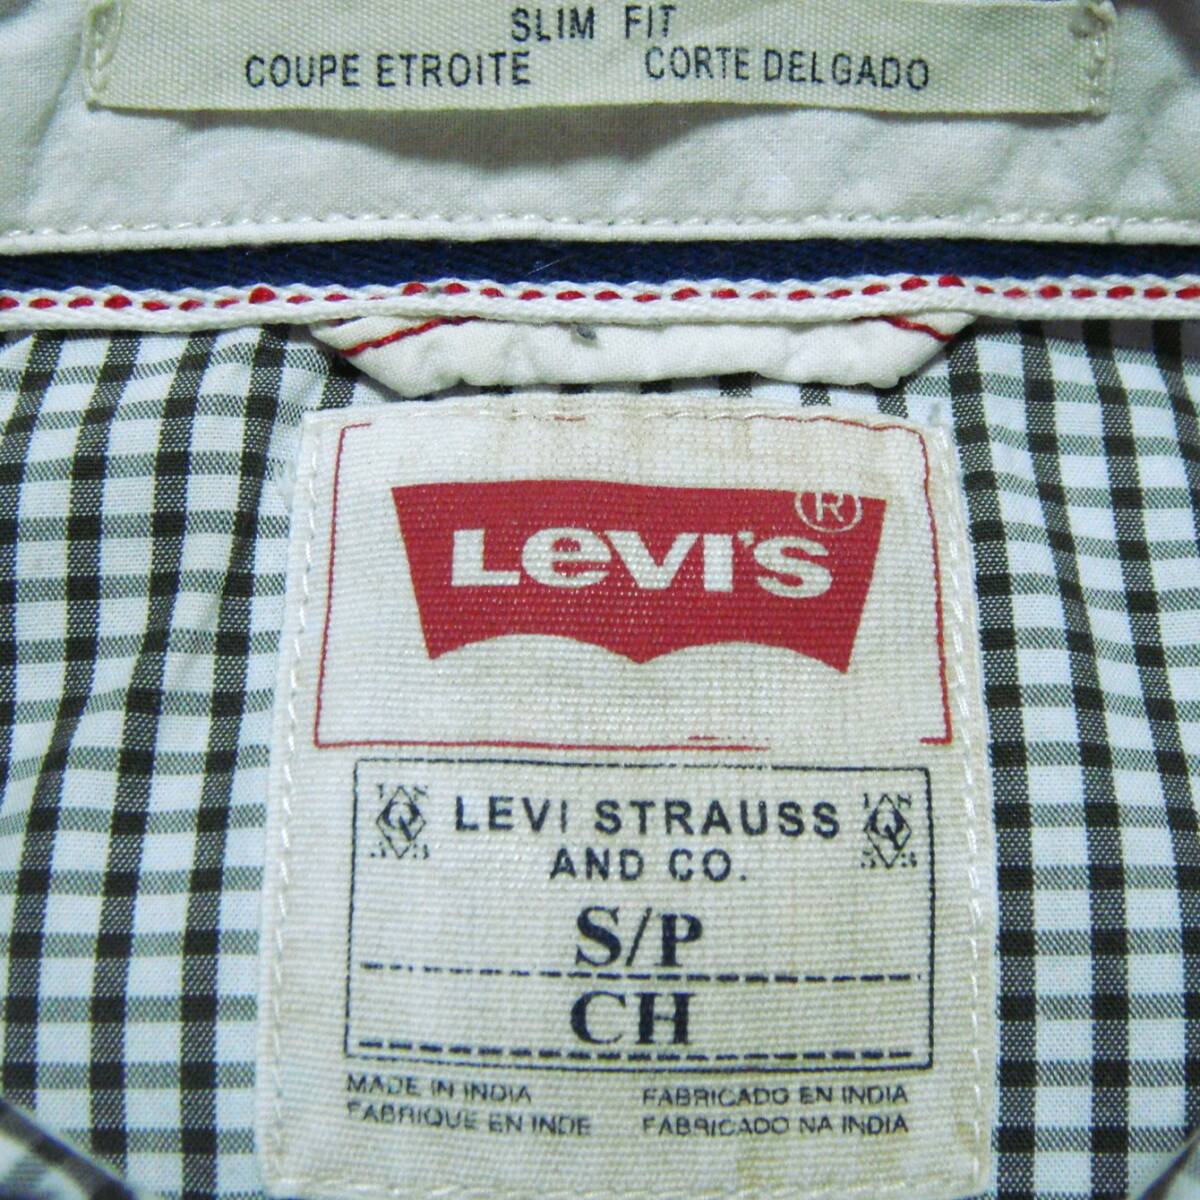 SLIM FIT
COUPE ETROITE CORTE DELGADO
LEVI'S ®
LEVI STRAUSS
AND CO.
S/P
CH
MADE IN INDIA FABRICADO EN INDIA
FABRIQUE EN INDE FABRICADO NA INDIA